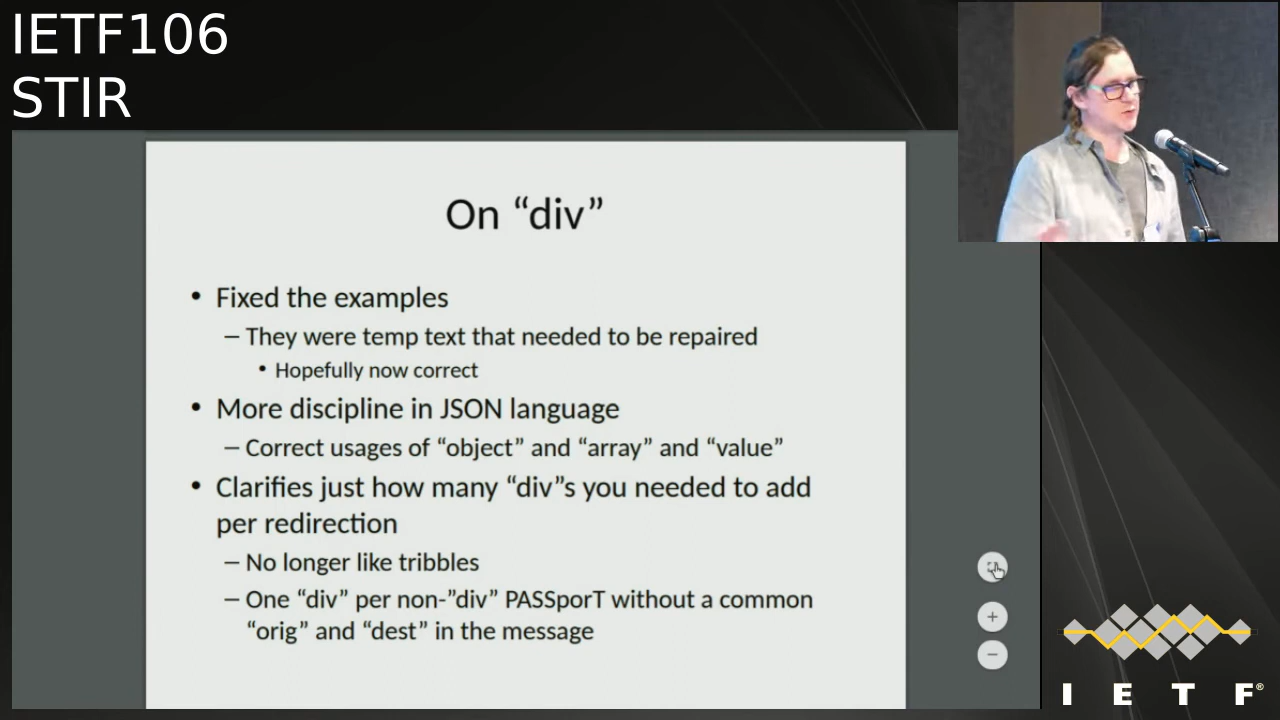 IETF106
STIR
On “div”
• Fixed the examples
– They were temp text that needed to be repaired
• Hopefully now correct
• More discipline in JSON language
– Correct usages of “object” and “array” and “value”
• Clarifies just how many “div”s you needed to add
per redirection
– No longer like tribbles
– One “div” per non-”div” PASSporT without a common
“orig” and “dest” in the message
I E T F®